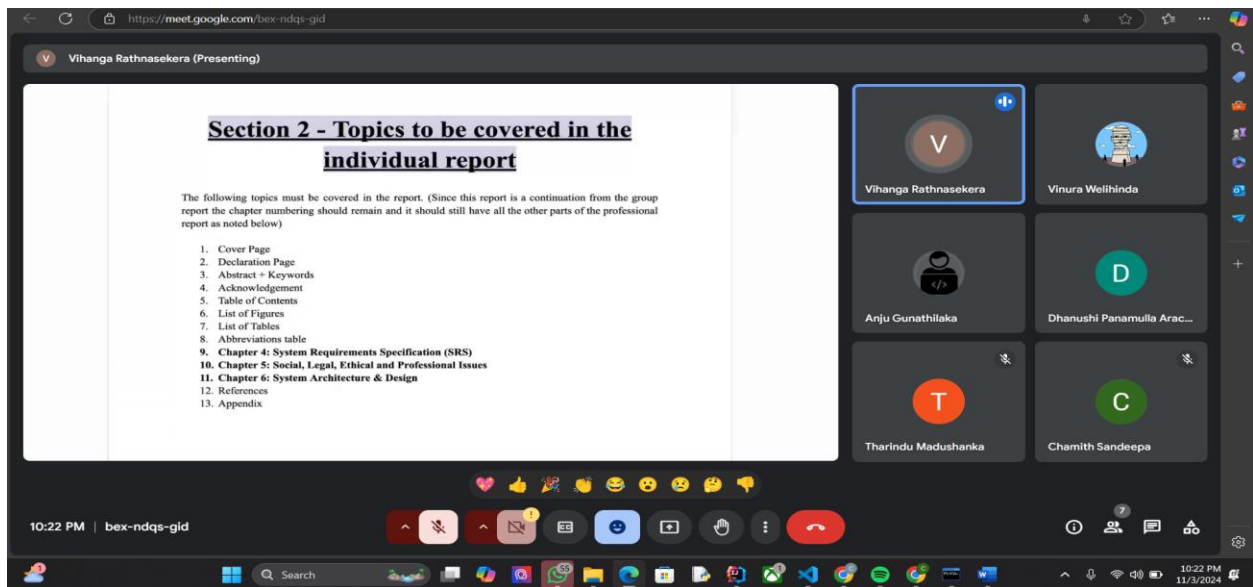 https://meet.google.com/bex-ndqs-gid
V
Vihanga Rathnasekera (Presenting)
Section 2 - Topics to be covered in the
individual report
The following topics must be covered in the report. (Since this report is a continuation from the group
report the chapter numbering should remain and it should still have all the other parts of the professional
report as noted below)
1. Cover Page
2. Declaration Page
3. Abstract + Keywords
4. Acknowledgement
5. Table of Contents
6. List of Figures
7. List of Tables
8. Abbreviations table
9. Chapter 4: System Requirements Specification (SRS)
10. Chapter 5: Social, Legal, Ethical and Professional Issues
11. Chapter 6: System Architecture & Design
12. References
13. Appendix
V
Vihanga Rathnasekera
Vinura Welihinda
</>
Anju Gunathilaka
D
Dhanushi Panamulla Arac...
T
Tharindu Madushanka
C
Chamith Sandeepa
10:22 PM | bex-ndqs-gid
CC
7
Search
55
10:22 PM
11/3/2024